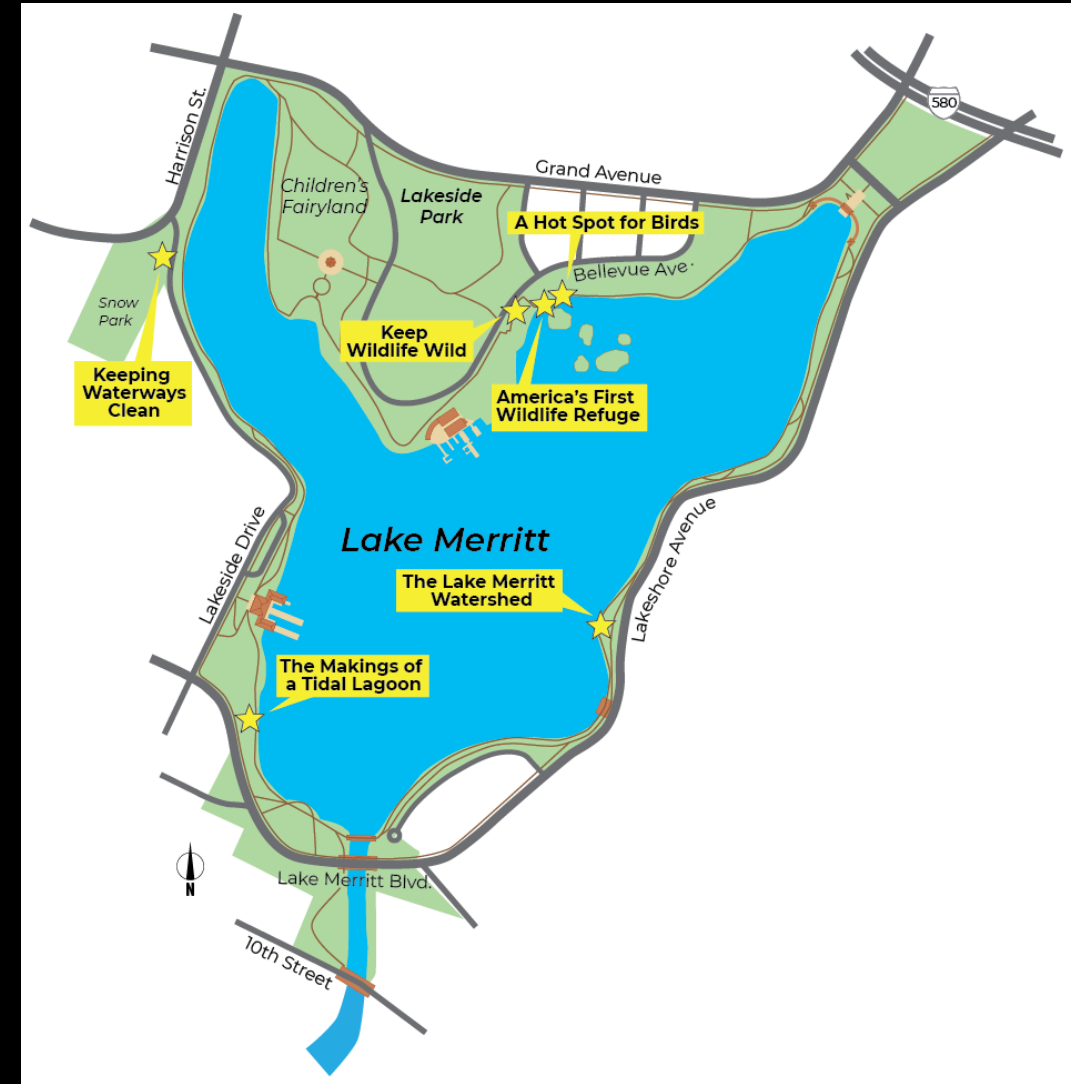 580
Harrison St.
Grand Avenue
Children's
Fairyland
Lakeside
Park
A Hot Spot for Birds
Bellevue Ave.
Snow
Park
Keep
Wildlife Wild
Keeping
Waterways
Clean
America's First
Wildlife Refuge
Lake Merritt
Lakeside Drive
Lakeshore Avenue
The Lake Merritt
Watershed
The Makings of
a Tidal Lagoon
N
Lake Merritt Blvd.
10th Street